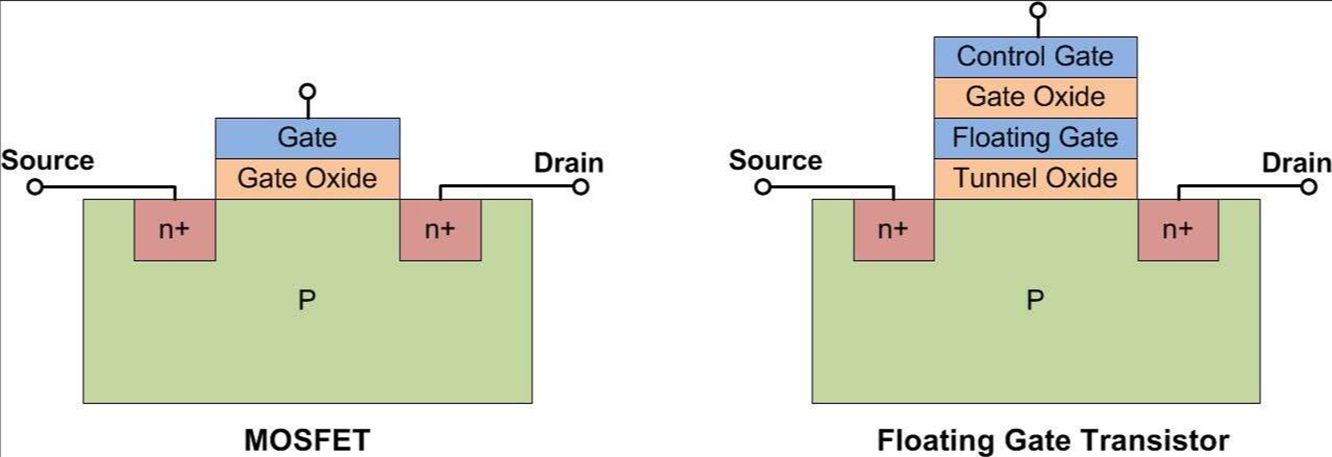 Source
Gate
Gate Oxide
Drain
n+
n+
P
MOSFET
Source
Control Gate
Gate Oxide
Floating Gate
Tunnel Oxide
Drain
n+
n+
P
Floating Gate Transistor